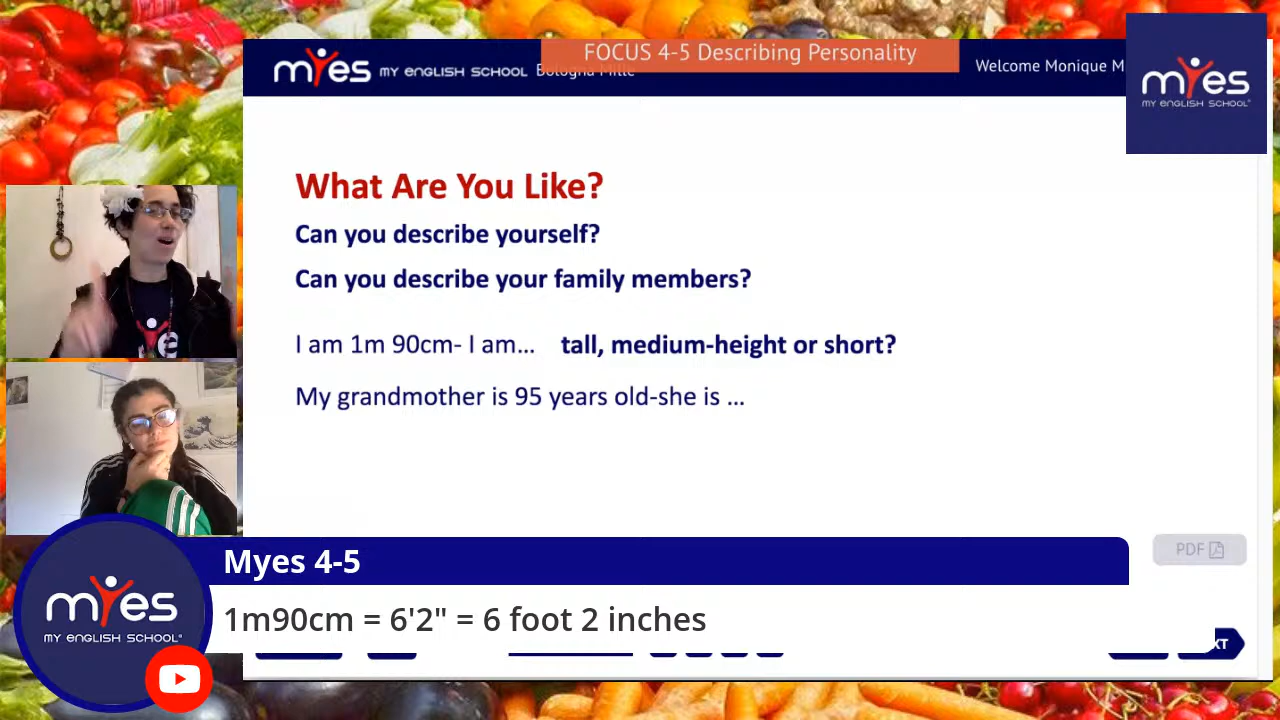 FOCUS 4-5 Describing Personality
myes MY ENGLISH SCHOOL Bologna Mille
Welcome Monique M
myes
MY ENGLISH SCHOOL
What Are You Like?
Can you describe yourself?
Can you describe your family members?
I am 1m 90cm- I am... tall, medium-height or short?
My grandmother is 95 years old-she is ...
PDF
Myes 4-5
1m90cm = 6'2" = 6 foot 2 inches
myes
MY ENGLISH SCHOOL
XT